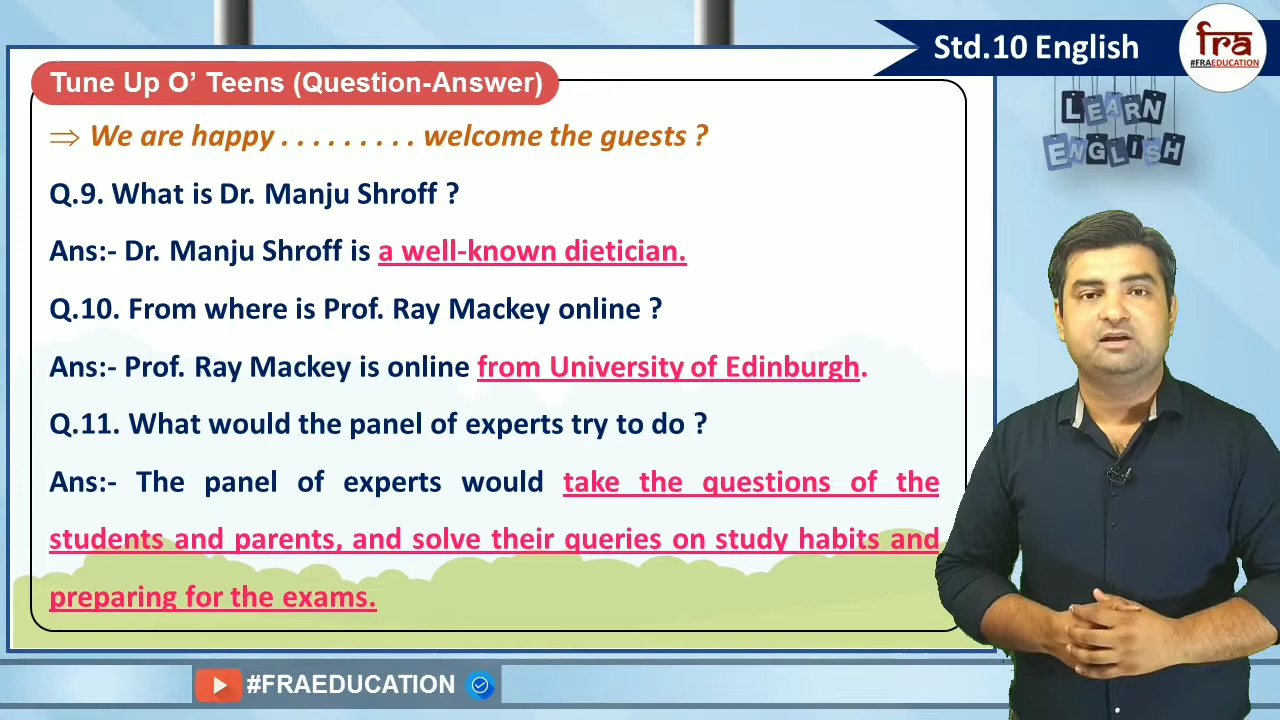 Std.10 English
fra
#FRAEDUCATION
Tune Up O’ Teens (Question-Answer)
⇒ We are happy . . . . . . . . . welcome the guests ?
Q.9. What is Dr. Manju Shroff ?
Ans:- Dr. Manju Shroff is a well-known dietician.
Q.10. From where is Prof. Ray Mackey online ?
Ans:- Prof. Ray Mackey is online from University of Edinburgh.
Q.11. What would the panel of experts try to do ?
Ans:- The panel of experts would take the questions of the
students and parents, and solve their queries on study habits and
preparing for the exams.
LEARN
ENGLISH
#FRAEDUCATION